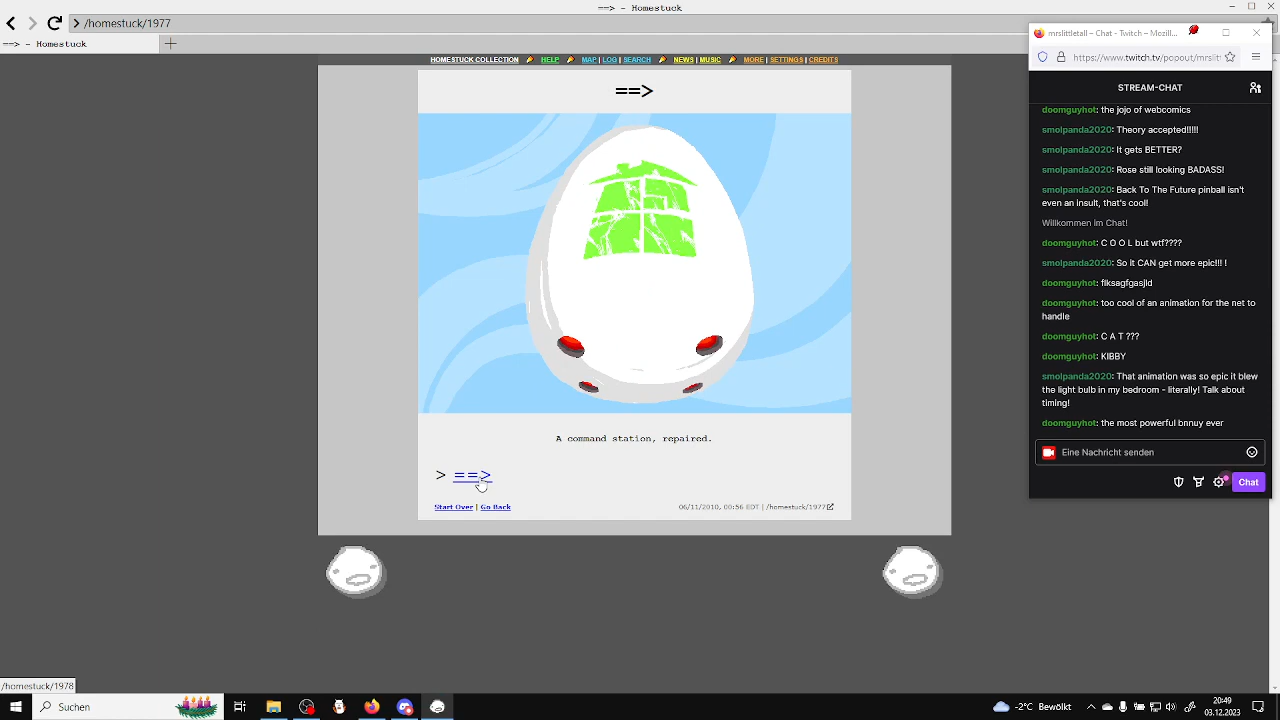 ==> - Homestuck
> /homestuck/1977
==> - Homestuck
HOMESTUCK COLLECTION HELP MAP | LOG | SEARCH NEWS | MUSIC MORE | SETTINGS | CREDITS
==>
A command station, repaired.
> ==>
Start Over | Go Back
06/11/2010, 00:56 EDT | /homestuck/1977
mrslittletall – Chat - Twitch – Mozill...
https://www.twitch.tv/popout/mrslit
STREAM-CHAT
doomguyhot: the jojo of webcomics
smolpanda2020: Theory accepted!!!!!
smolpanda2020: It gets BETTER?
smolpanda2020: Rose still looking BADASS!
smolpanda2020: Back To The Future pinball isn't
even an insult, that's cool!
Willkommen im Chat!
doomguyhot: C O O L but wtf????
smolpanda2020: So it CAN get more epic!!! !
doomguyhot: flksagfgasjld
doomguyhot: too cool of an animation for the net to
handle
doomguyhot: C A T ???
doomguyhot: KIBBY
smolpanda2020: That animation was so epic it blew
the light bulb in my bedroom - literally! Talk about
timing!
doomguyhot: the most powerful bnnuy ever
Eine Nachricht senden
Chat
/homestuck/1978
Suchen
-2°C Bewölkt
20:49
03.12.2023